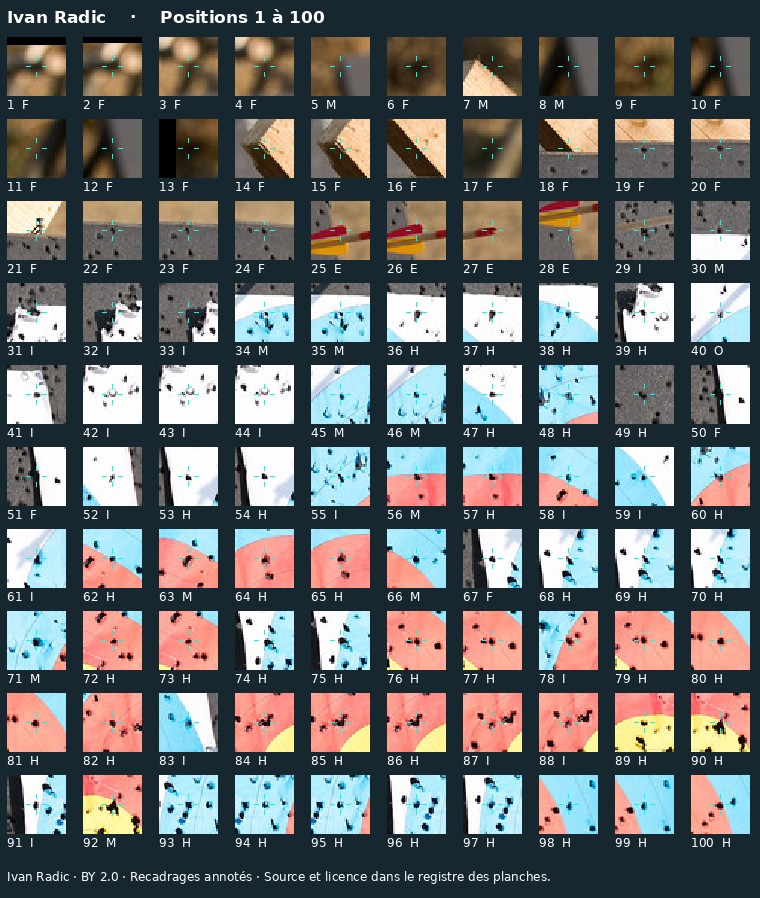 Ivan Radic · Positions 1 à 100
1 F 2 F 3 F 4 F 5 M 6 F 7 M 8 M 9 F 10 F
11 F 12 F 13 F 14 F 15 F 16 F 17 F 18 F 19 F 20 F
21 F 22 F 23 F 24 F 25 E 26 E 27 E 28 E 29 I 30 M
31 I 32 I 33 I 34 M 35 M 36 H 37 H 38 H 39 H 40 O
41 I 42 I 43 I 44 I 45 M 46 M 47 H 48 H 49 H 50 F
51 F 52 I 53 H 54 H 55 I 56 M 57 H 58 I 59 I 60 H
61 I 62 H 63 M 64 H 65 H 66 M 67 F 68 H 69 H 70 H
71 M 72 H 73 H 74 H 75 H 76 H 77 H 78 I 79 H 80 H
81 H 82 H 83 I 84 H 85 H 86 H 87 I 88 I 89 H 90 H
91 I 92 M 93 H 94 H 95 H 96 H 97 H 98 H 99 H 100 H
Ivan Radic · BY 2.0 · Recadrages annotés · Source et licence dans le registre des planches.